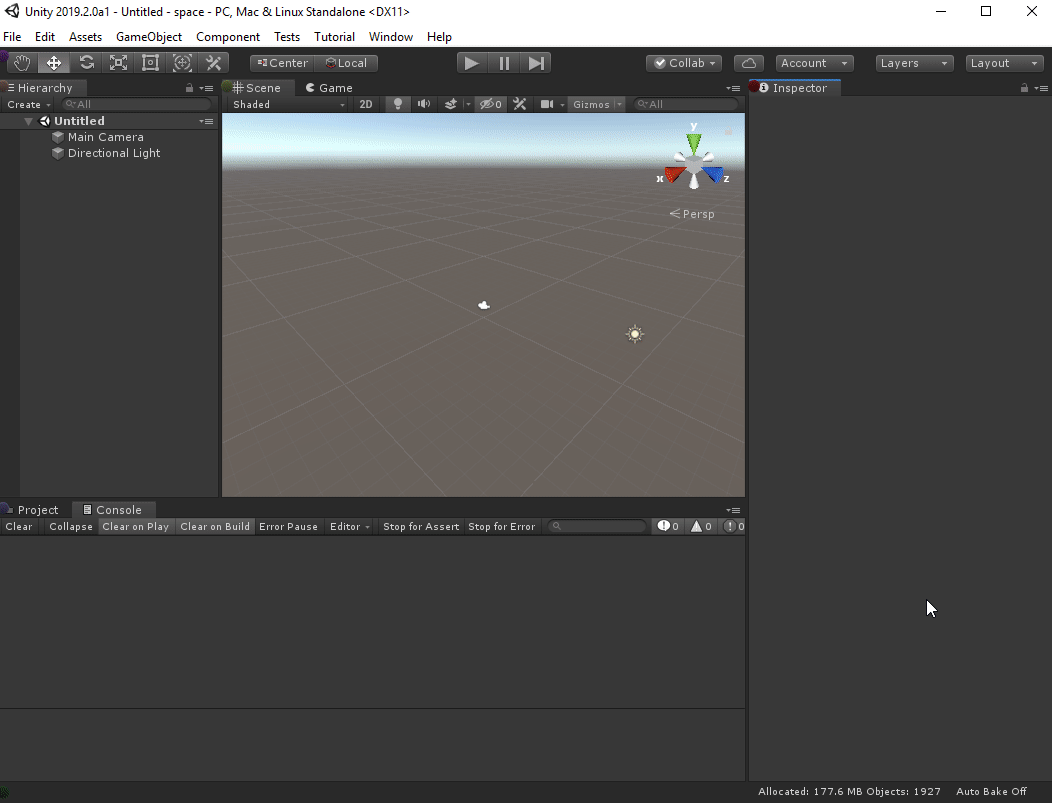 Unity 2019.2.0a1 - Untitled - space - PC, Mac & Linux Standalone <DX11>
File Edit Assets GameObject Component Tests Tutorial Window Help
Center Local Collab Account Layers Layout
Hierarchy Scene Game Inspector
Create All Shaded 2D 0 Gizmos All
Untitled
Main Camera
Directional Light
y
x z
Persp
Project Console
Clear Collapse Clear on Play Clear on Build Error Pause Editor Stop for Assert Stop for Error 0 0 0
Allocated: 177.6 MB Objects: 1927 Auto Bake Off